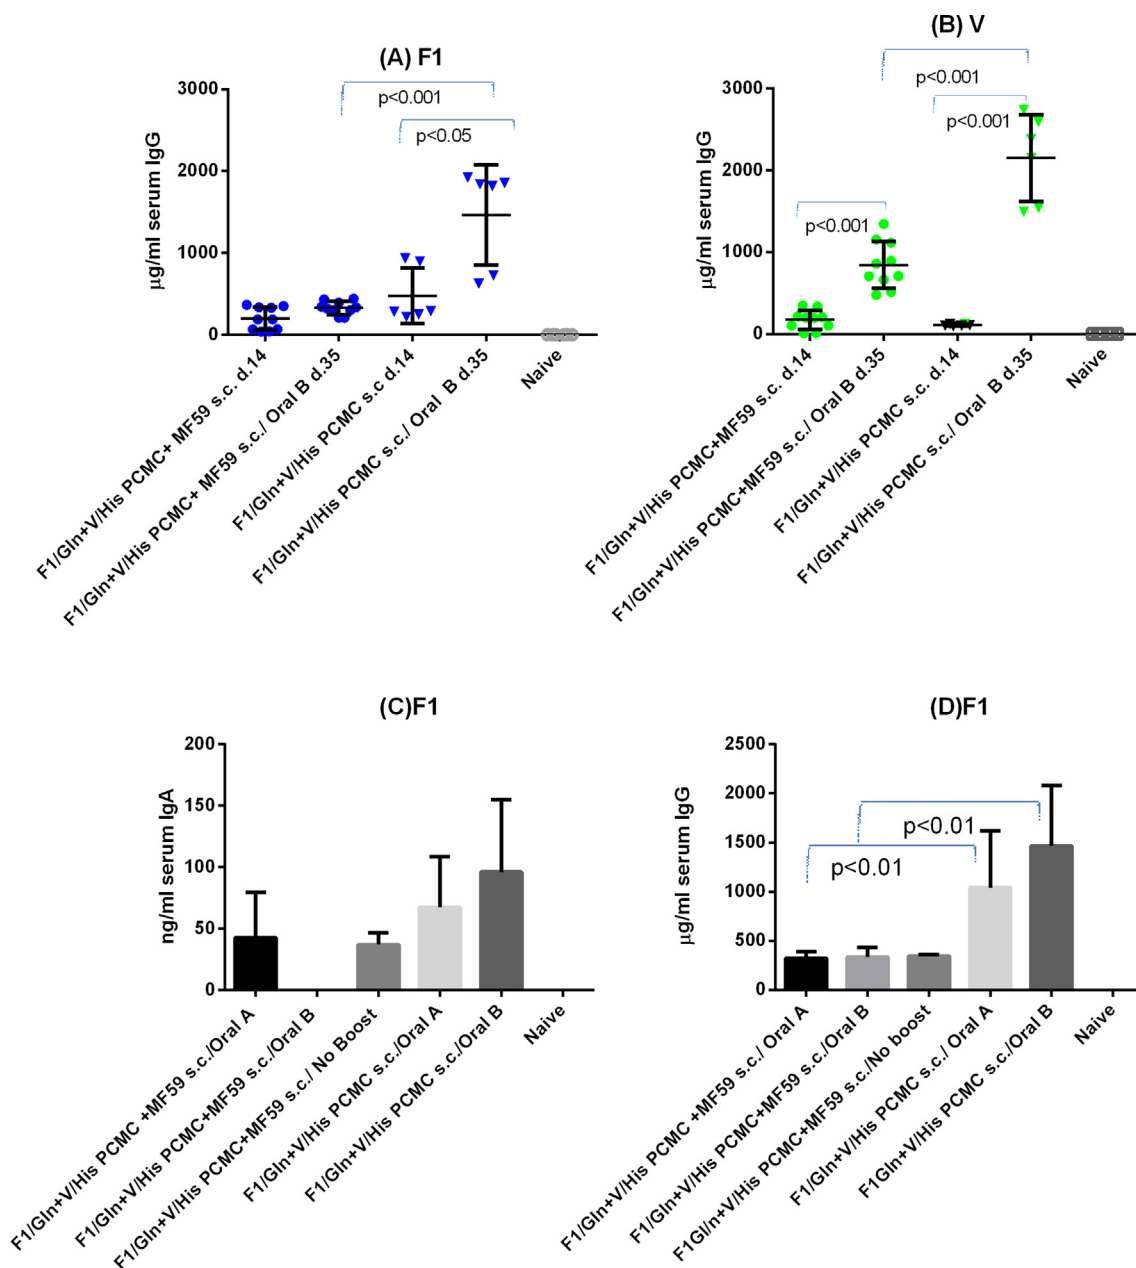 (A) F1
µg/ml serum IgG
3000
2000
1000
0
p<0.001
p<0.05
F1/Gln+V/His PCMC+ MF59 s.c. d.14
F1/Gln+V/His PCMC+ MF59 s.c./ Oral B d.35
F1/Gln+V/His PCMC s.c d.14
F1/Gln+V/His PCMC s.c./ Oral B d.35
Naive
(B) V
µg/ml serum IgG
3000
2000
1000
0
p<0.001
p<0.001
p<0.001
F1/Gln+V/His PCMC+MF59 s.c. d.14
F1/Gln+V/His PCMC+MF59 s.c./ Oral B d.35
F1/Gln+V/His PCMC s.c. d.14
F1/Gln+V/His PCMC s.c./ Oral B d.35
Naive
(C)F1
ng/ml serum IgA
200
150
100
50
0
F1/Gln+V/His PCMC +MF59 s.c./Oral A
F1/Gln+V/His PCMC+MF59 s.c./Oral B
F1/Gln+V/His PCMC+MF59 s.c./ No Boost
F1/Gln+V/His PCMC s.c./Oral A
F1/Gln+V/His PCMC s.c./Oral B
Naive
(D)F1
µg/ml serum IgG
2500
2000
1500
1000
500
0
p<0.01
p<0.01
F1/Gln+V/His PCMC +MF59 s.c./ Oral A
F1/Gln+V/His PCMC+MF59 s.c./Oral B
F1Gl/n+V/His PCMC+MF59 s.c./No boost
F1/Gln+V/His PCMC s.c./ Oral A
F1Gln+V/His PCMC s.c./Oral B
Naive